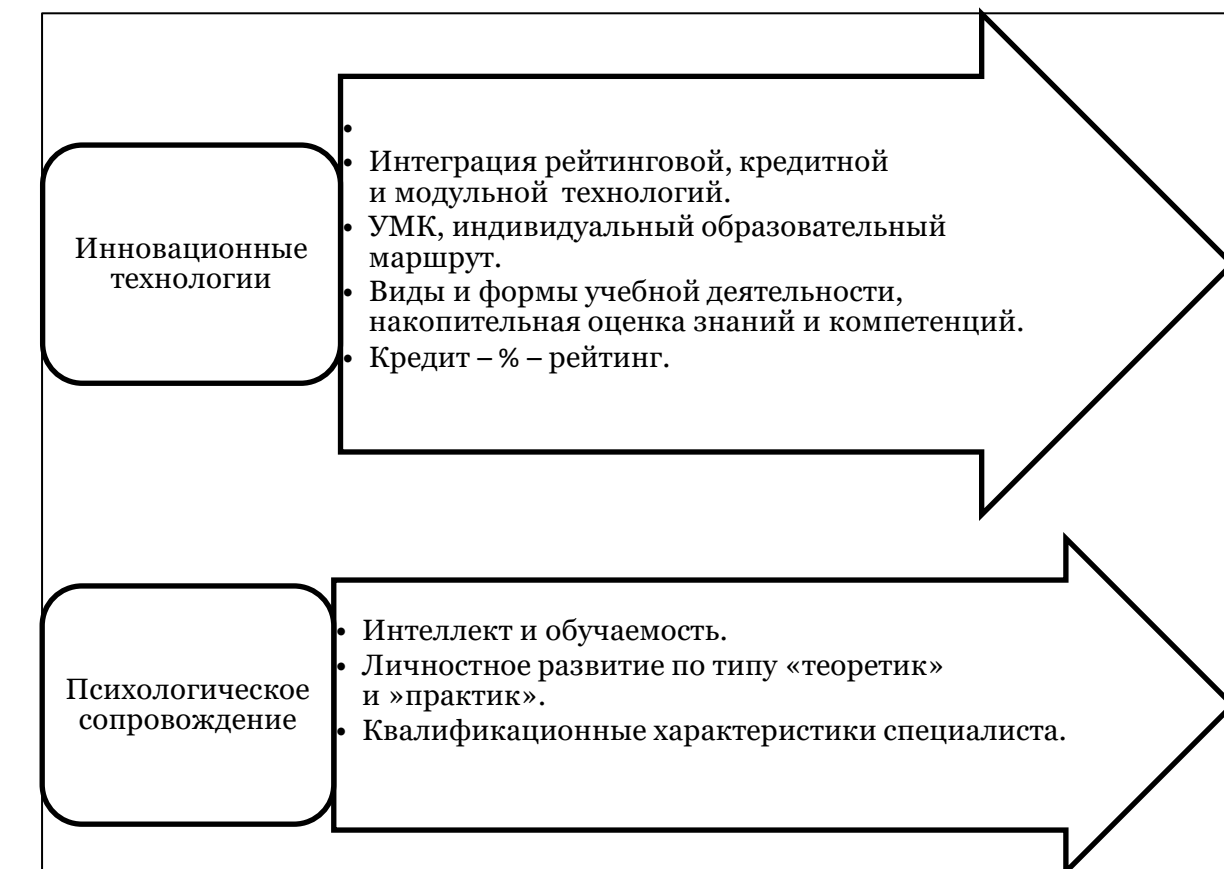 Инновационные
технологии
•
• Интеграция рейтинговой, кредитной
и модульной технологий.
• УМК, индивидуальный образовательный
маршрут.
• Виды и формы учебной деятельности,
накопительная оценка знаний и компетенций.
• Кредит – % – рейтинг.
Психологическое
сопровождение
• Интеллект и обучаемость.
• Личностное развитие по типу «теоретик»
и »практик».
• Квалификационные характеристики специалиста.